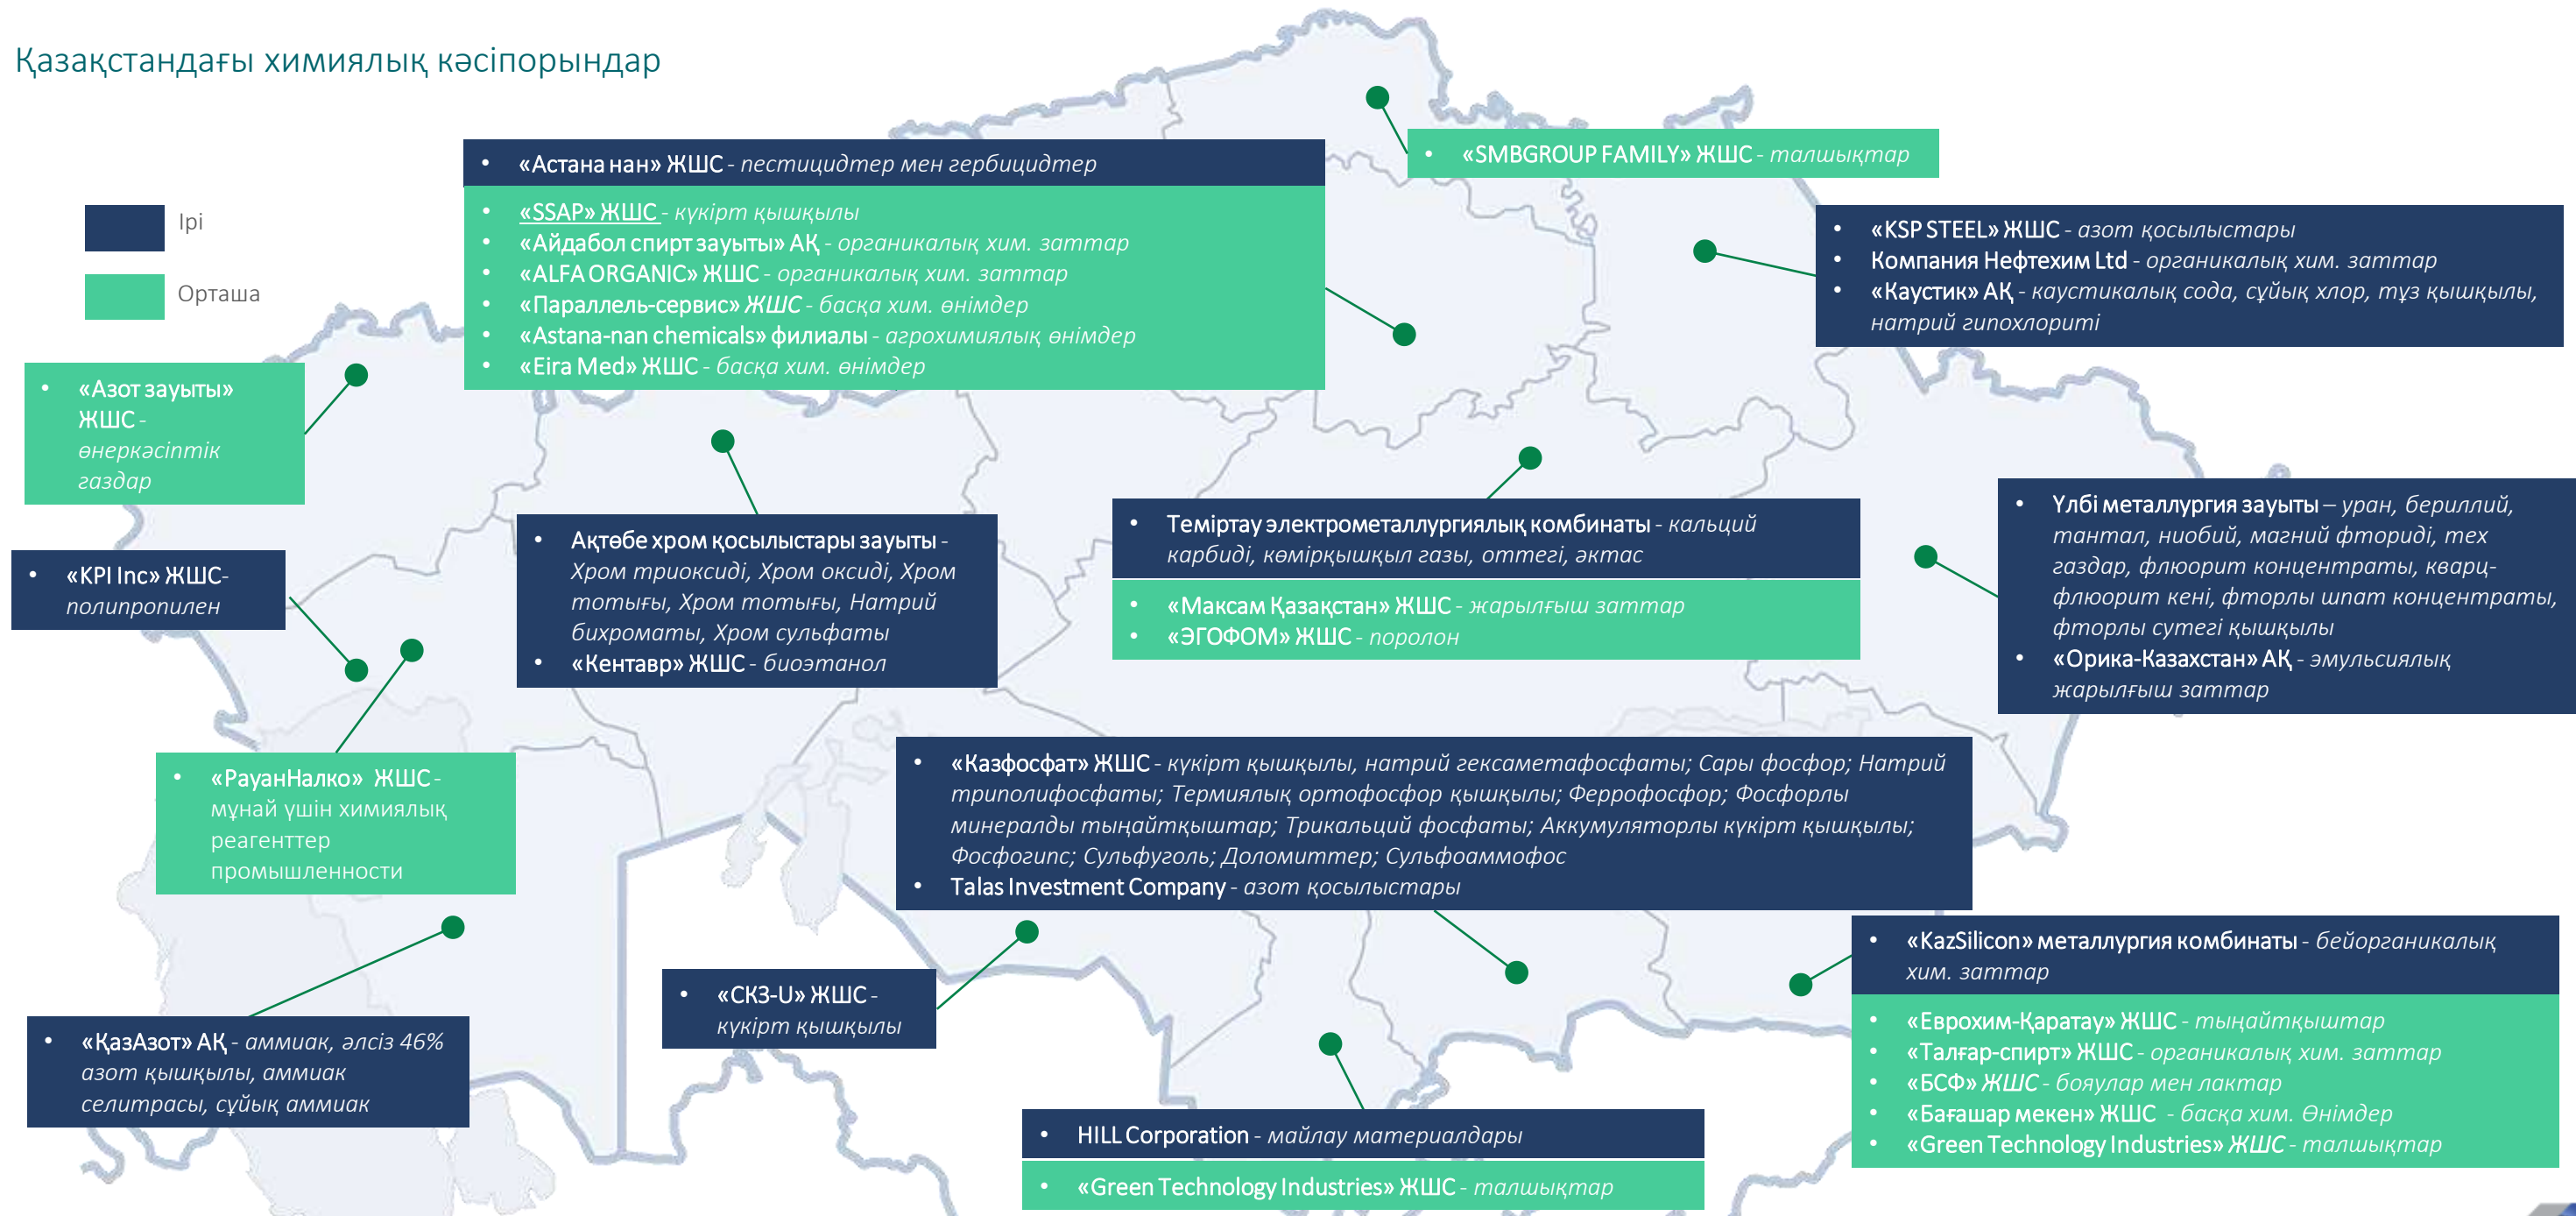 Қазақстандағы химиялық кәсіпорындар
Ірі
Орташа
• «SMBGROUP FAMILY» ЖШС - талшықтар
• «Астана нан» ЖШС - пестицидтер мен гербицидтер
• «SSAP» ЖШС - күкірт қышқылы
• «Айдабол спирт зауыты» АҚ - органикалық хим. заттар
• «ALFA ORGANIC» ЖШС - органикалық хим. заттар
• «Параллель-сервис» ЖШС - басқа хим. өнімдер
• «Astana-nan chemicals» филиалы - агрохимиялық өнімдер
• «Eira Med» ЖШС - басқа хим. өнімдер
• «KSP STEEL» ЖШС - азот қосылыстары
• Компания Нефтехим Ltd - органикалық хим. заттар
• «Каустик» АҚ - каустикалық сода, сұйық хлор, тұз қышқылы,
натрий гипохлориті
• «Азот зауыты»
ЖШС -
өнеркәсіптік
газдар
• «KPI Inc» ЖШС-
полипропилен
• Ақтөбе хром қосылыстары зауыты -
Хром триоксиді, Хром оксиді, Хром
тотығы, Хром тотығы, Натрий
бихроматы, Хром сульфаты
• «Кентавр» ЖШС - биоэтанол
• Теміртау электрометаллургиялық комбинаты - кальций
карбиді, көмірқышқыл газы, оттегі, әктас
• «Максам Қазақстан» ЖШС - жарылғыш заттар
• «ЭГОФОМ» ЖШС - поролон
• Үлбі металлургия зауыты – уран, бериллий,
тантал, ниобий, магний фториді, тех
газдар, флюорит концентраты, кварц-
флюорит кені, фторлы шпат концентраты,
фторлы сутегі қышқылы
• «Орика-Казахстан» АҚ - эмульсиялық
жарылғыш заттар
• «РауанНалко» ЖШС -
мұнай үшін химиялық
реагенттер
промышленности
• «Казфосфат» ЖШС - күкірт қышқылы, натрий гексаметафосфаты; Сары фосфор; Натрий
триполифосфаты; Термиялық ортофосфор қышқылы; Феррофосфор; Фосфорлы
минералды тыңайтқыштар; Трикальций фосфаты; Аккумуляторлы күкірт қышқылы;
Фосфогипс; Сульфуголь; Доломиттер; Сульфоаммофос
• Talas Investment Company - азот қосылыстары
• «СКЗ-U» ЖШС -
күкірт қышқылы
• «KazSilicon» металлургия комбинаты - бейорганикалық
хим. заттар
• «Еврохим-Қаратау» ЖШС - тыңайтқыштар
• «Талғар-спирт» ЖШС - органикалық хим. заттар
• «БСФ» ЖШС - бояулар мен лактар
• «Бағашар мекен» ЖШС - басқа хим. Өнімдер
• «Green Technology Industries» ЖШС - талшықтар
• «ҚазАзот» АҚ - аммиак, әлсіз 46%
азот қышқылы, аммиак
селитрасы, сұйық аммиак
• HILL Corporation - майлау материалдары
• «Green Technology Industries» ЖШС - талшықтар